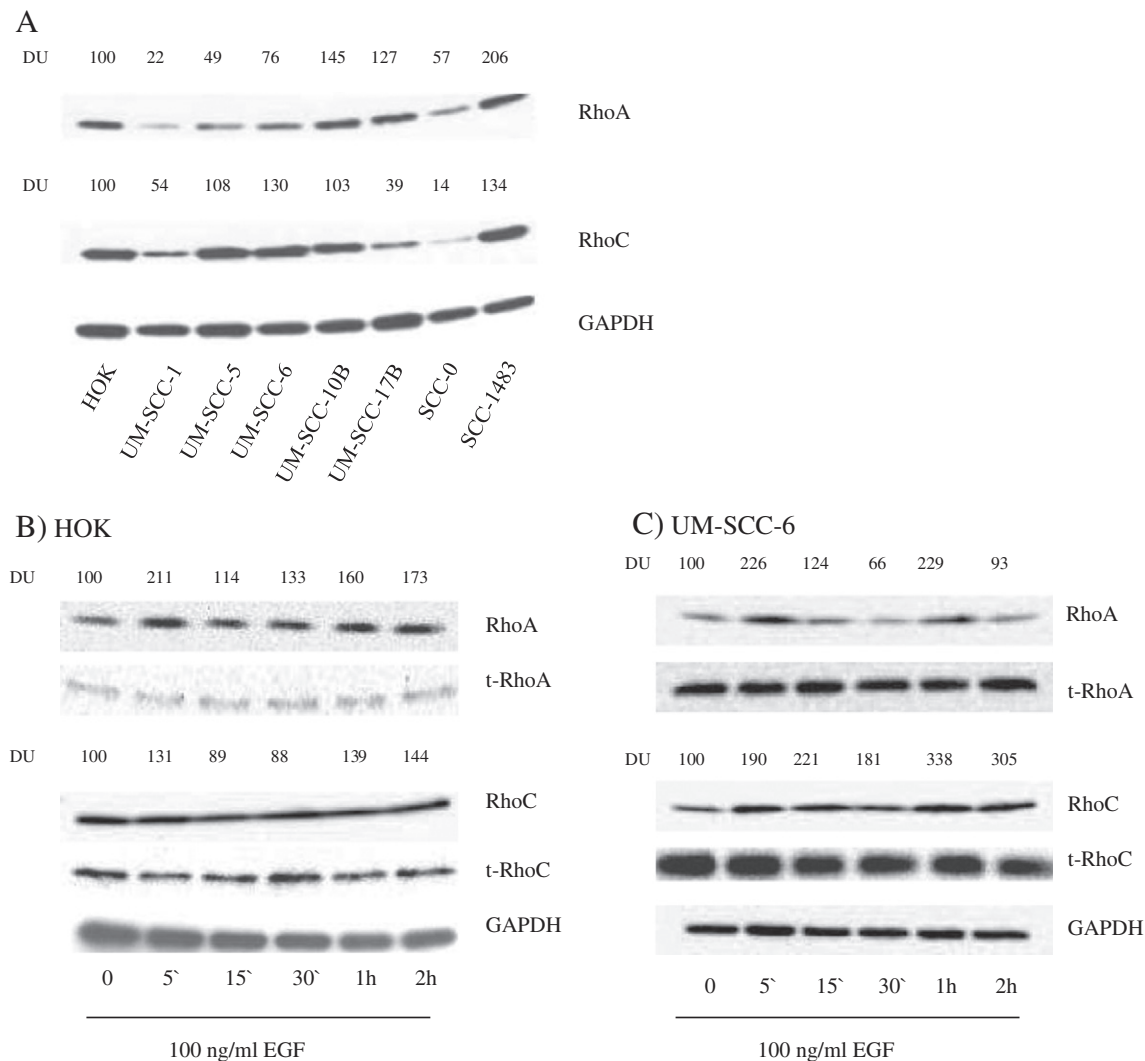 A
DU 100 22 49 76 145 127 57 206
RhoA
DU 100 54 108 130 103 39 14 134
RhoC
GAPDH
HOK UM-SCC-1 UM-SCC-5 UM-SCC-6 UM-SCC-10B UM-SCC-17B SCC-0 SCC-1483
B) HOK
DU 100 211 114 133 160 173
RhoA
t-RhoA
DU 100 131 89 88 139 144
RhoC
t-RhoC
GAPDH
0 5` 15` 30` 1h 2h
100 ng/ml EGF
C) UM-SCC-6
DU 100 226 124 66 229 93
RhoA
t-RhoA
DU 100 190 221 181 338 305
RhoC
t-RhoC
GAPDH
0 5` 15` 30` 1h 2h
100 ng/ml EGF